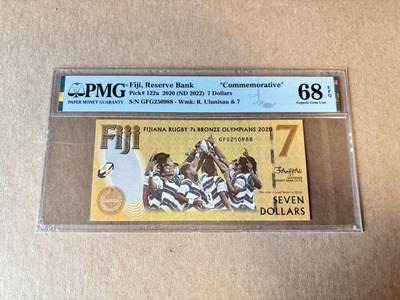 PMG
PAPER MONEY GUARANTY
Fiji, Reserve Bank "Commemorative"
Pick# 122a 2020 (ND 2022) 7 Dollars
S/N GFG250988 - Wmk: R. Ulunisau & 7
68 EPQ
Superb Gem Unc
Fiji
FIJIANA RUGBY 7s BRONZE OLYMPIANS 2020
GFG250988
7
SEVEN
DOLLARS